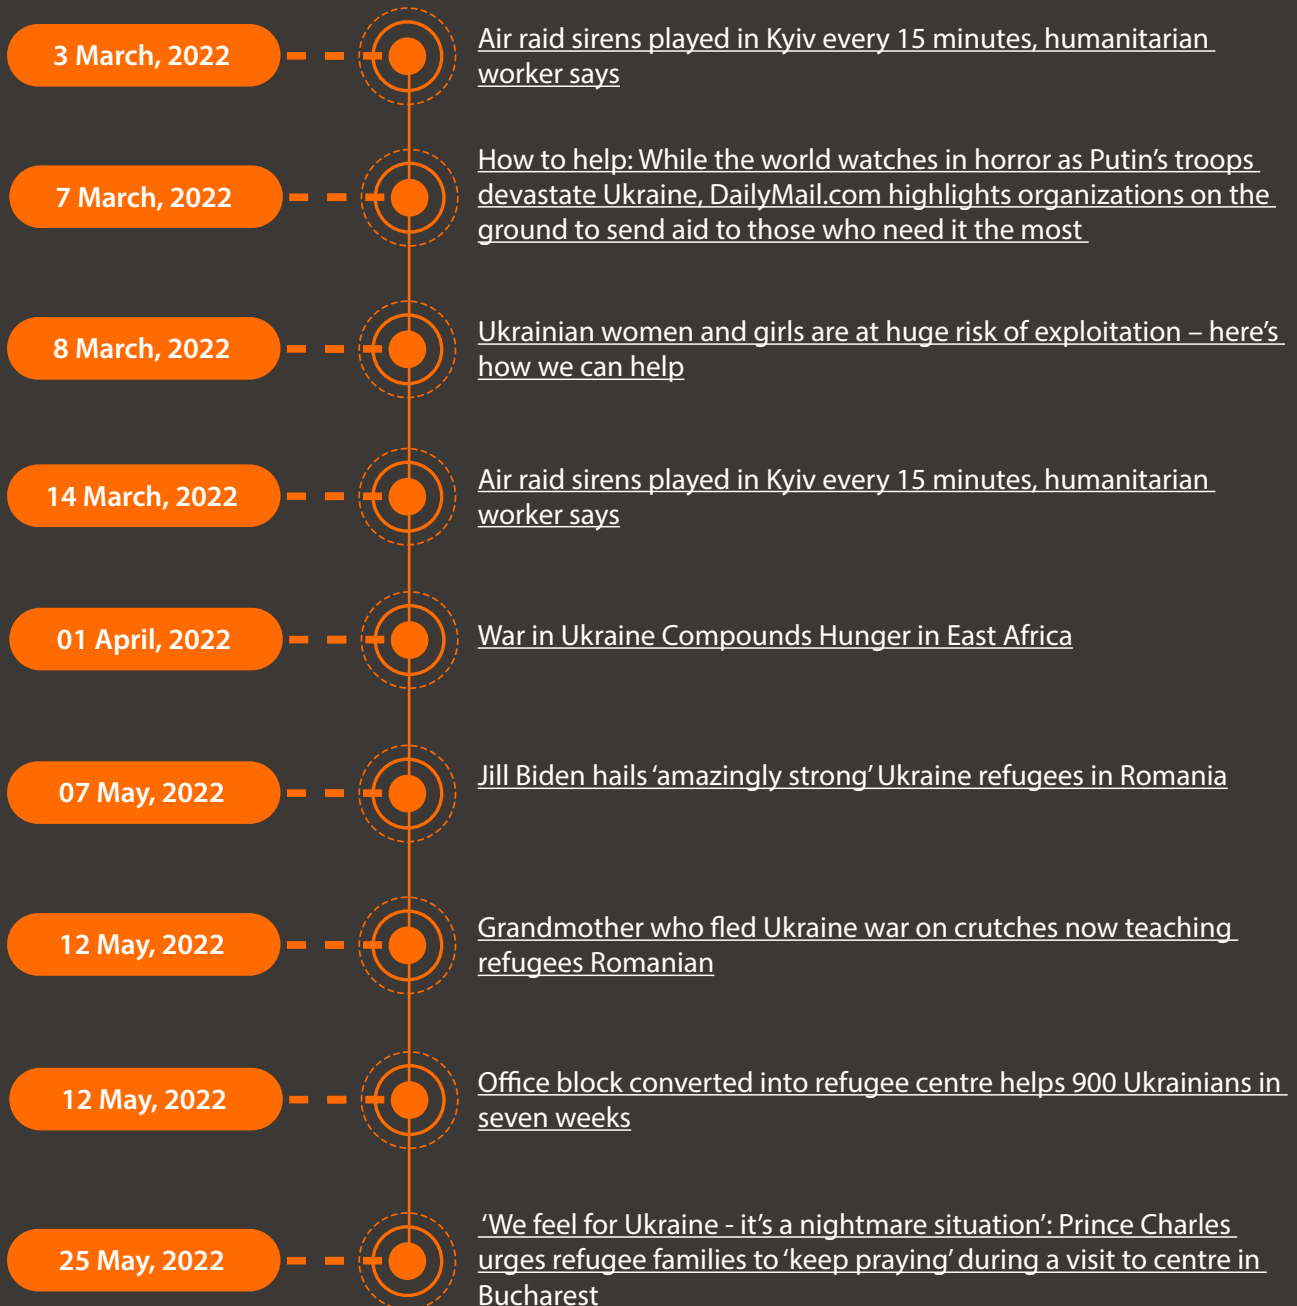 3 March, 2022
Air raid sirens played in Kyiv every 15 minutes, humanitarian
worker says
7 March, 2022
How to help: While the world watches in horror as Putin’s troops
devastate Ukraine, DailyMail.com highlights organizations on the
ground to send aid to those who need it the most
8 March, 2022
Ukrainian women and girls are at huge risk of exploitation – here’s
how we can help
14 March, 2022
Air raid sirens played in Kyiv every 15 minutes, humanitarian
worker says
01 April, 2022
War in Ukraine Compounds Hunger in East Africa
07 May, 2022
Jill Biden hails ‘amazingly strong’ Ukraine refugees in Romania
12 May, 2022
Grandmother who fled Ukraine war on crutches now teaching
refugees Romanian
12 May, 2022
Office block converted into refugee centre helps 900 Ukrainians in
seven weeks
25 May, 2022
‘We feel for Ukraine - it’s a nightmare situation’: Prince Charles
urges refugee families to ‘keep praying’ during a visit to centre in
Bucharest